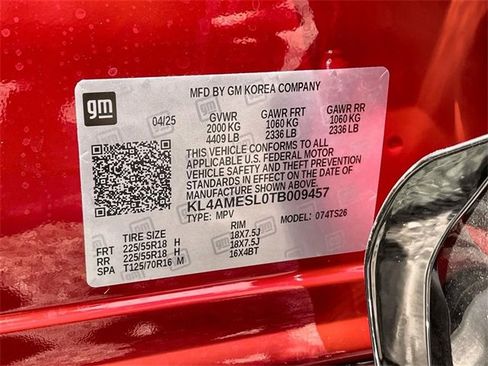 MFD BY GM KOREA COMPANY
gm
04/25 GVWR GAWR FRT GAWR RR
2000 KG 1060 KG 1060 KG
4409 LB 2336 LB 2336 LB
THIS VEHICLE CONFORMS TO ALL
APPLICABLE U.S. FEDERAL MOTOR
VEHICLE SAFETY AND THEFT PREVENTION
STANDARDS IN EFFECT ON THE DATE OF
MANUFACTURE SHOWN ABOVE.
KL4AMESL0TB009457
TYPE: MPV MODEL: 074TS26
TIRE SIZE RIM
FRT 225/55R18 H 18X7.5J
RR 225/55R18 H 18X7.5J
SPA T125/70R16 M 16X4BT